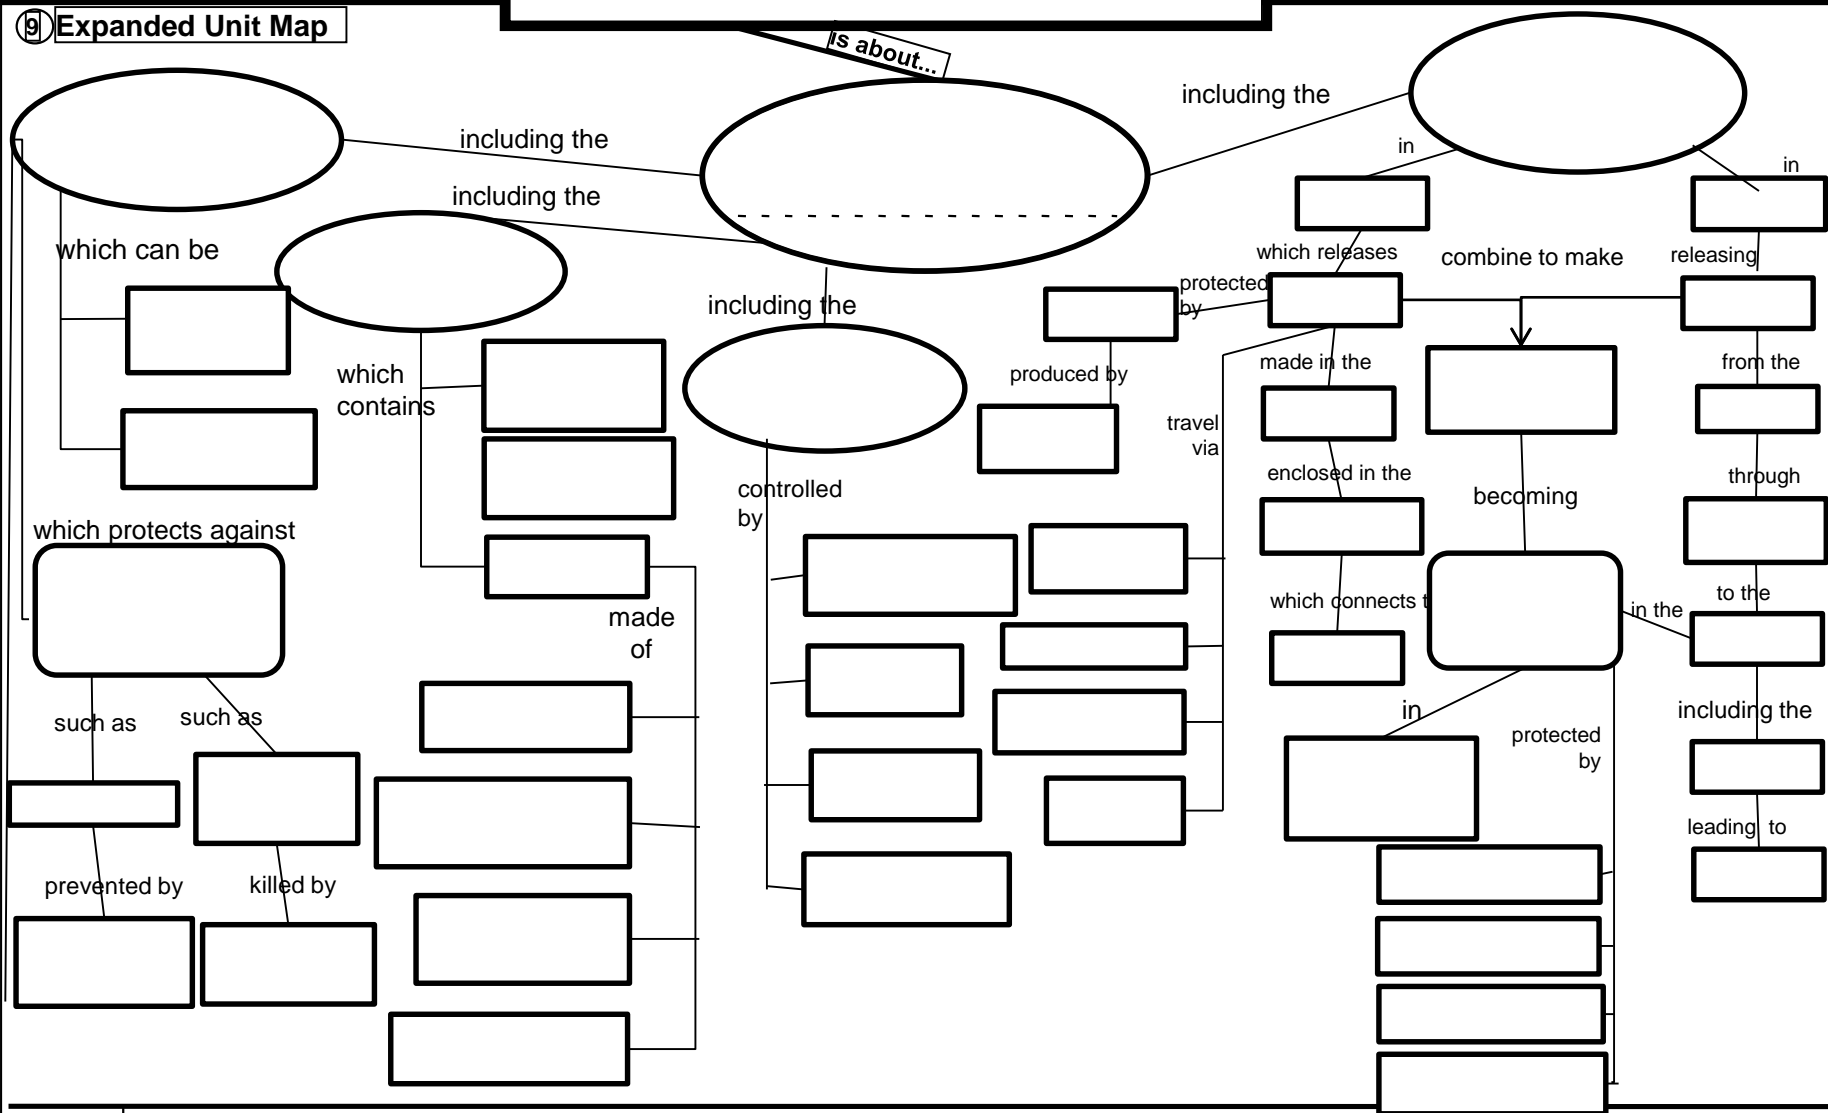 9 Expanded Unit Map
is about...
including the
including the
in
in
including the
which can be
which releases
combine to make
releasing
protected
by
including the
which
contains
made in the
from the
produced by
travel
via
controlled
by
enclosed in the
through
becoming
which protects against
which connects t
in the
to the
made
of
such as
such as
in
including the
protected
by
leading to
prevented by
killed by